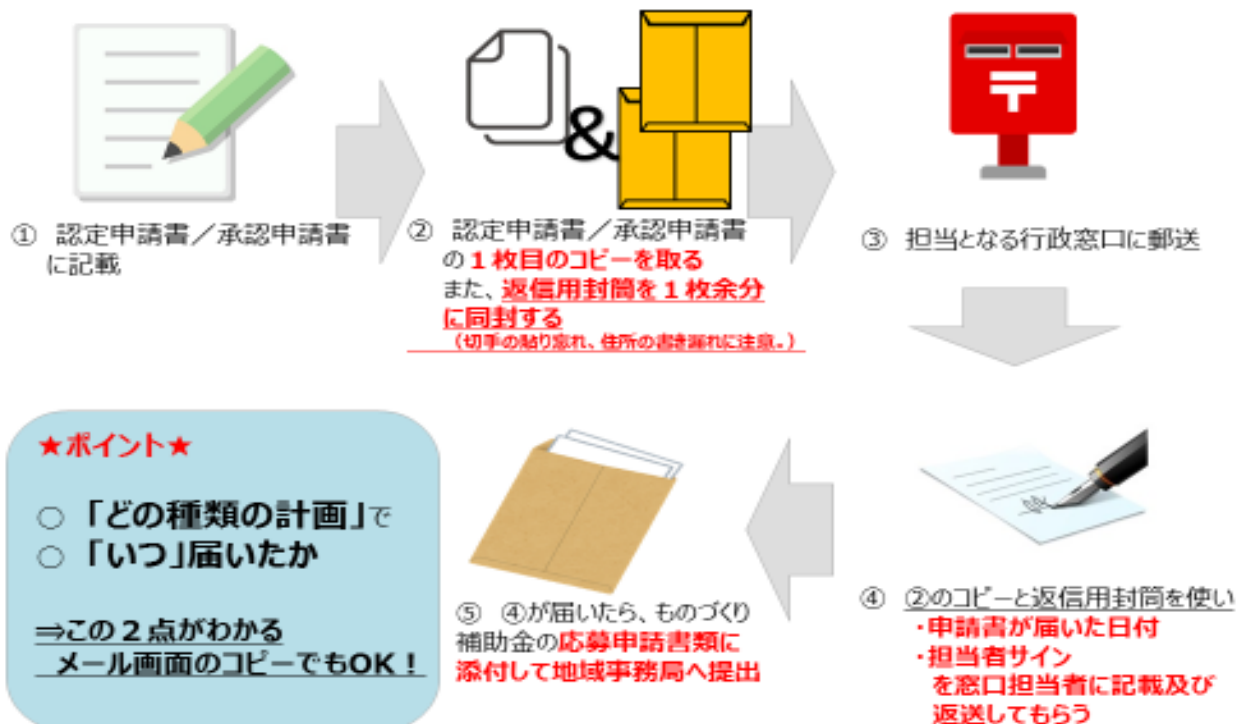 ① 認定申請書／承認申請書
に記載
&
② 認定申請書／承認申請書
の１枚目のコピーを取る
また、返信用封筒を１枚余分
に同封する
（切手の貼り忘れ、住所の書き漏れに注意。）
〒
③ 担当となる行政窓口に郵送
④ ②のコピーと返信用封筒を使い
・申請書が届いた日付
・担当者サイン
を窓口担当者に記載及び
返送してもらう
⑤ ④が届いたら、ものづくり
補助金の応募申請書類に
添付して地域事務局へ提出
★ポイント★
○ 「どの種類の計画」で
○ 「いつ」届いたか
⇒この２点がわかる
メール画面のコピーでもOK！